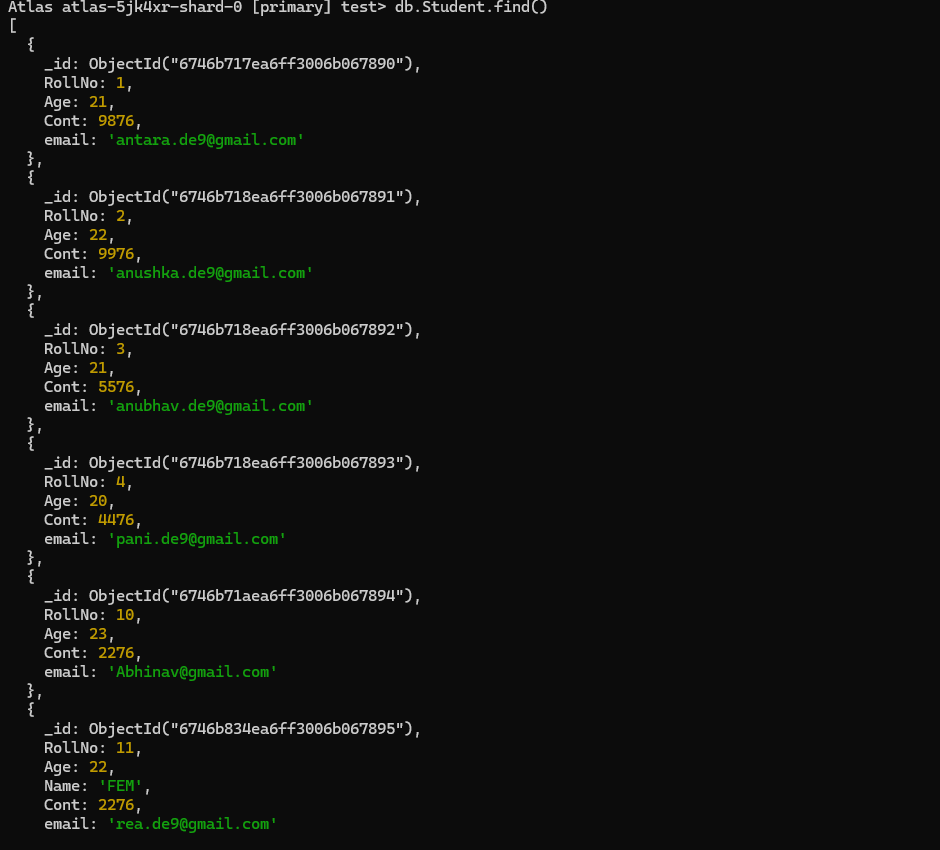 Atlas atlas-5jk4xr-shard-0 [primary] test> db.Student.find()
[
  {
    _id: ObjectId("6746b717ea6ff3006b067890"),
    RollNo: 1,
    Age: 21,
    Cont: 9876,
    email: 'antara.de9@gmail.com'
  },
  {
    _id: ObjectId("6746b718ea6ff3006b067891"),
    RollNo: 2,
    Age: 22,
    Cont: 9976,
    email: 'anushka.de9@gmail.com'
  },
  {
    _id: ObjectId("6746b718ea6ff3006b067892"),
    RollNo: 3,
    Age: 21,
    Cont: 5576,
    email: 'anubhav.de9@gmail.com'
  },
  {
    _id: ObjectId("6746b718ea6ff3006b067893"),
    RollNo: 4,
    Age: 20,
    Cont: 4476,
    email: 'pani.de9@gmail.com'
  },
  {
    _id: ObjectId("6746b71aea6ff3006b067894"),
    RollNo: 10,
    Age: 23,
    Cont: 2276,
    email: 'Abhinav@gmail.com'
  },
  {
    _id: ObjectId("6746b834ea6ff3006b067895"),
    RollNo: 11,
    Age: 22,
    Name: 'FEM',
    Cont: 2276,
    email: 'rea.de9@gmail.com'